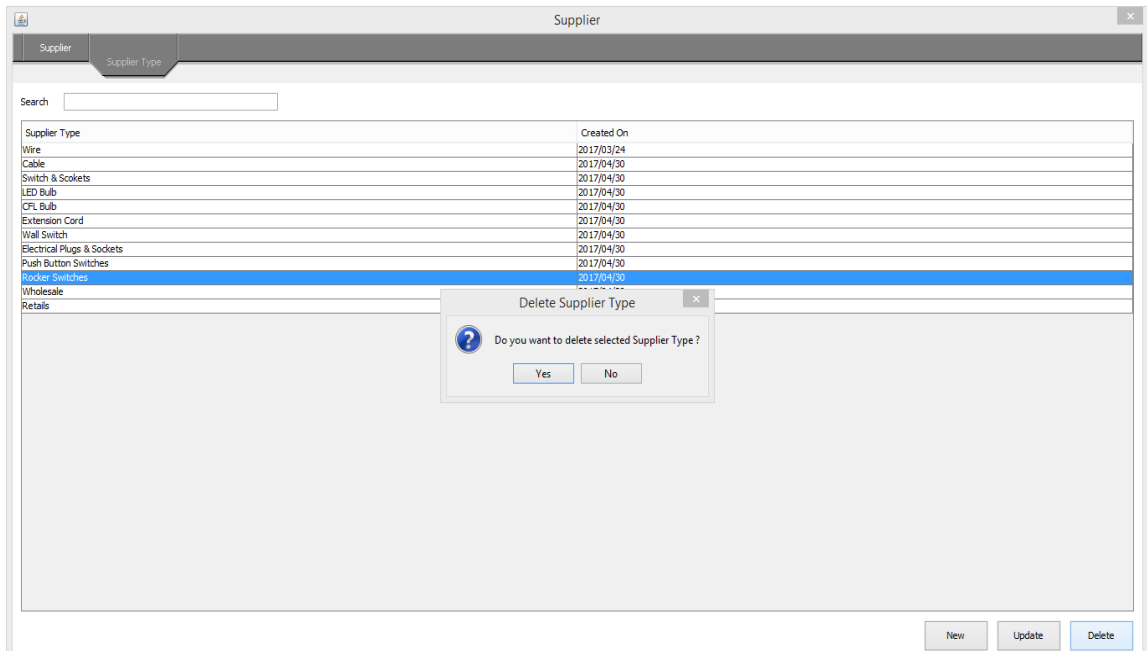 Supplier
Supplier
Supplier Type
Search
Supplier Type Created On
Wire 2017/03/24
Cable 2017/04/30
Switch & Scokets 2017/04/30
LED Bulb 2017/04/30
CFL Bulb 2017/04/30
Extension Cord 2017/04/30
Wall Switch 2017/04/30
Electrical Plugs & Sockets 2017/04/30
Push Button Switches 2017/04/30
Rocker Switches 2017/04/30
Wholesale
Retails
Delete Supplier Type
Do you want to delete selected Supplier Type ?
Yes No
New Update Delete